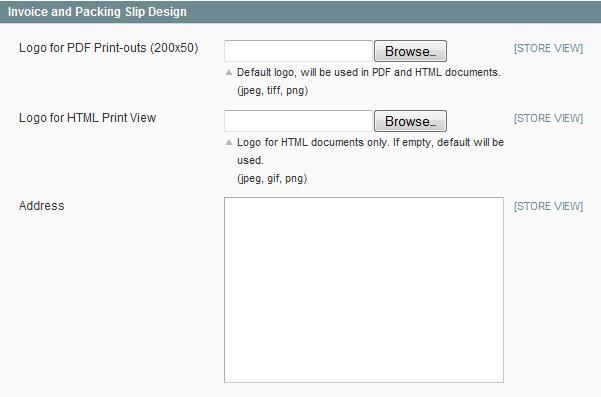 Invoice and Packing Slip Design
Logo for PDF Print-outs (200x50) Browse... [STORE VIEW]
Default logo, will be used in PDF and HTML documents.
(jpeg, tiff, png)
Logo for HTML Print View Browse... [STORE VIEW]
Logo for HTML documents only. If empty, default will be
used.
(jpeg, gif, png)
Address [STORE VIEW]